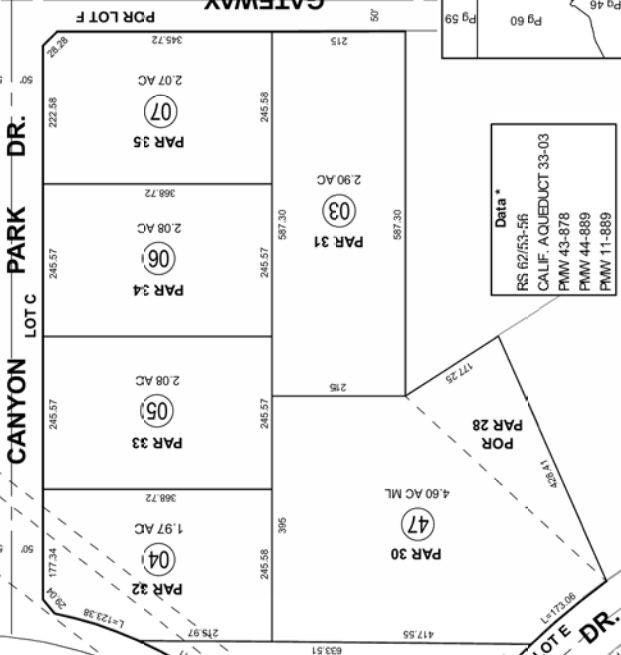 GATEWAY
50'
POR LOT F
Pg 59
Pg 60
Pg 46
28.28
345.72
215
50'
222.58
2.07 AC
07
PAR 35
245.58
368.72
CANYON PARK DR.
LOT C
245.57
2.08 AC
06
PAR 34
245.57
587.30
2.90 AC
03
PAR 31
587.30
Data *
RS 62/53-56
CALIF. AQUEDUCT 33-03
PMW 43-878
PMW 44-889
PMW 11-889
245.57
2.08 AC
05
PAR 33
245.57
215
177.25
POR
PAR 28
428.41
368.72
50'
177.34
1.97 AC
04
PAR 32
245.58
395
4.60 AC ML
47
PAR 30
29.04
L=123.38
215.97
417.55
633.51
L=173.06
LOT E
DR.